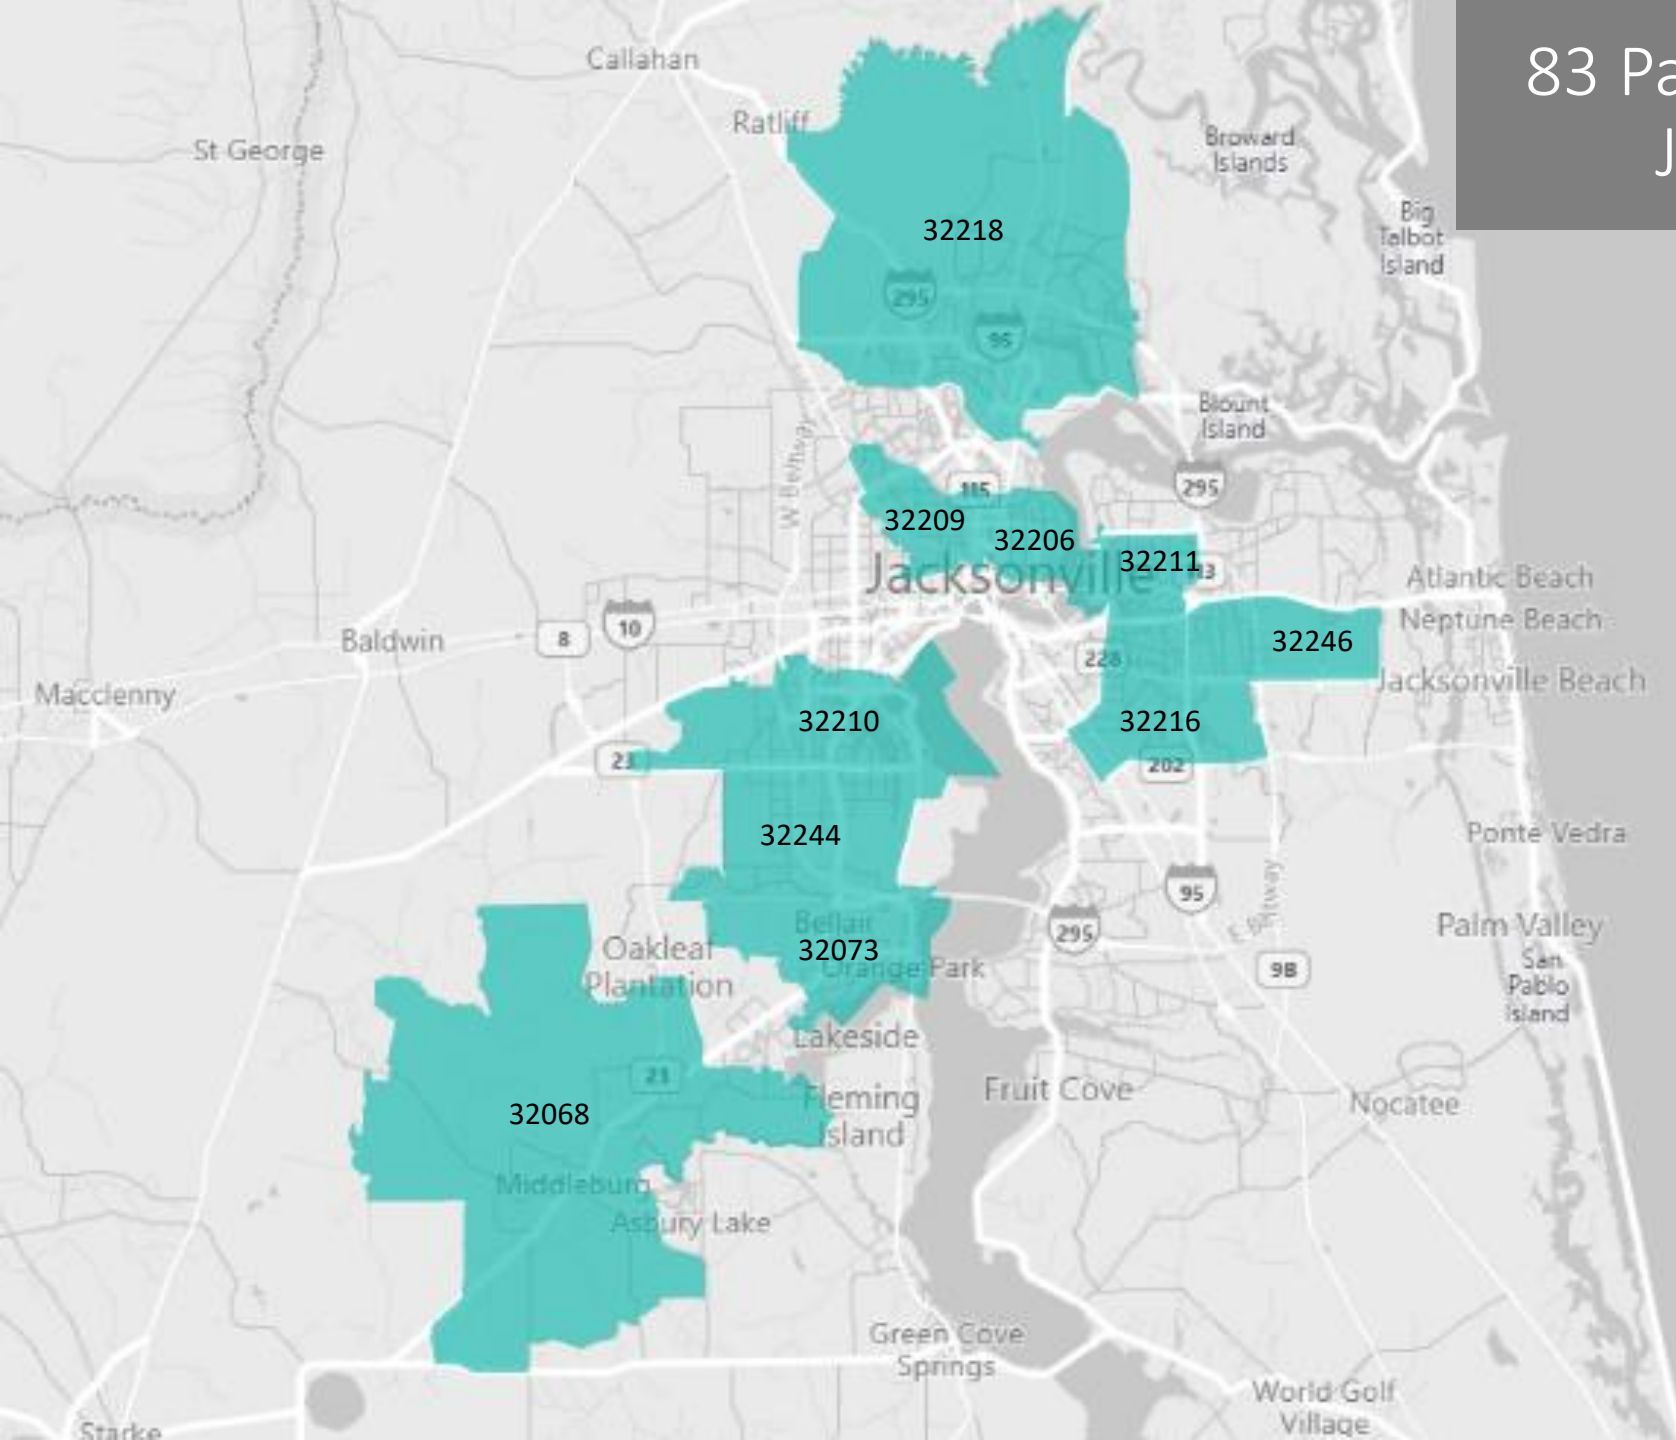 83 Pa
J
Callahan
Ratliff
St George
Broward
Islands
Big
Talbot
Island
32218
295
95
Blount
Island
W Beltway
115
295
32209
32206
32211
13
Jacksonville
Atlantic Beach
Neptune Beach
Jacksonville Beach
10
8
Baldwin
Macclenny
32246
228
32216
202
32210
23
32244
Ponte Vedra
95
295
9B
Palm Valley
San
Pablo
Island
Bellair
32073
Orange Park
Oakleaf
Plantation
Lakeside
23
32068
Fleming
Island
Fruit Cove
Nocatee
Middleburg
Asbury Lake
Green Cove
Springs
World Golf
Village
Starke